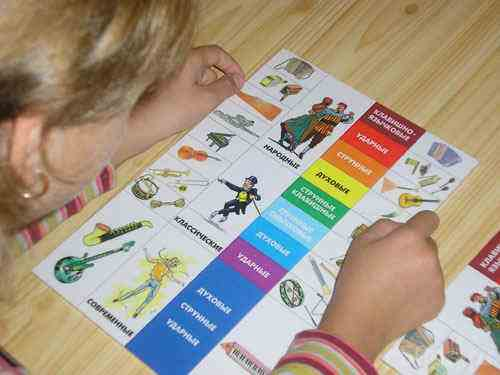 КЛАВИШНО-
ЯЗЫЧКОВЫЕ
УДАРНЫЕ
СТРУННЫЕ
НАРОДНЫЕ
ДУХОВЫЕ
СТРУННЫЕ
КЛАВИШНЫЕ
СТРУННЫЕ
СМЫЧКОВЫЕ
ДУХОВЫЕ
КЛАССИЧЕСКИЕ
УДАРНЫЕ
ДУХОВЫЕ
СТРУННЫЕ
УДАРНЫЕ
СОВРЕМЕННЫЕ